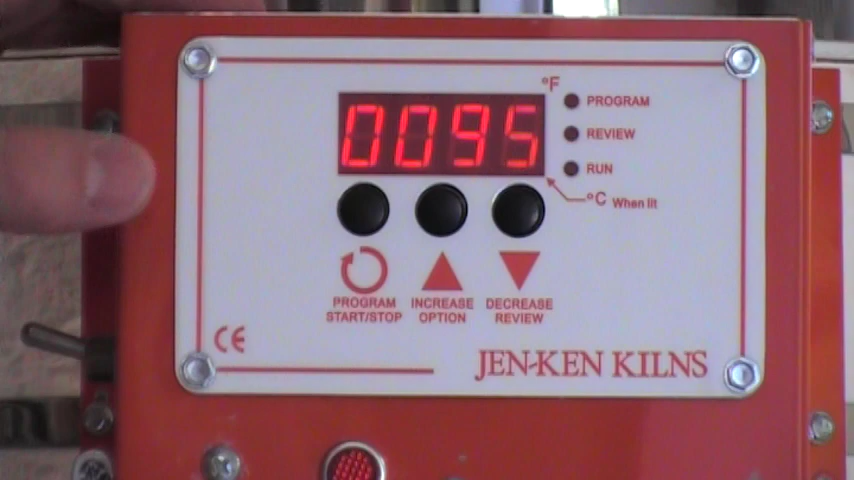 °F
0095
PROGRAM
REVIEW
RUN
°C When lit
PROGRAM
START/STOP
INCREASE
OPTION
DECREASE
REVIEW
CE
JEN-KEN KILNS